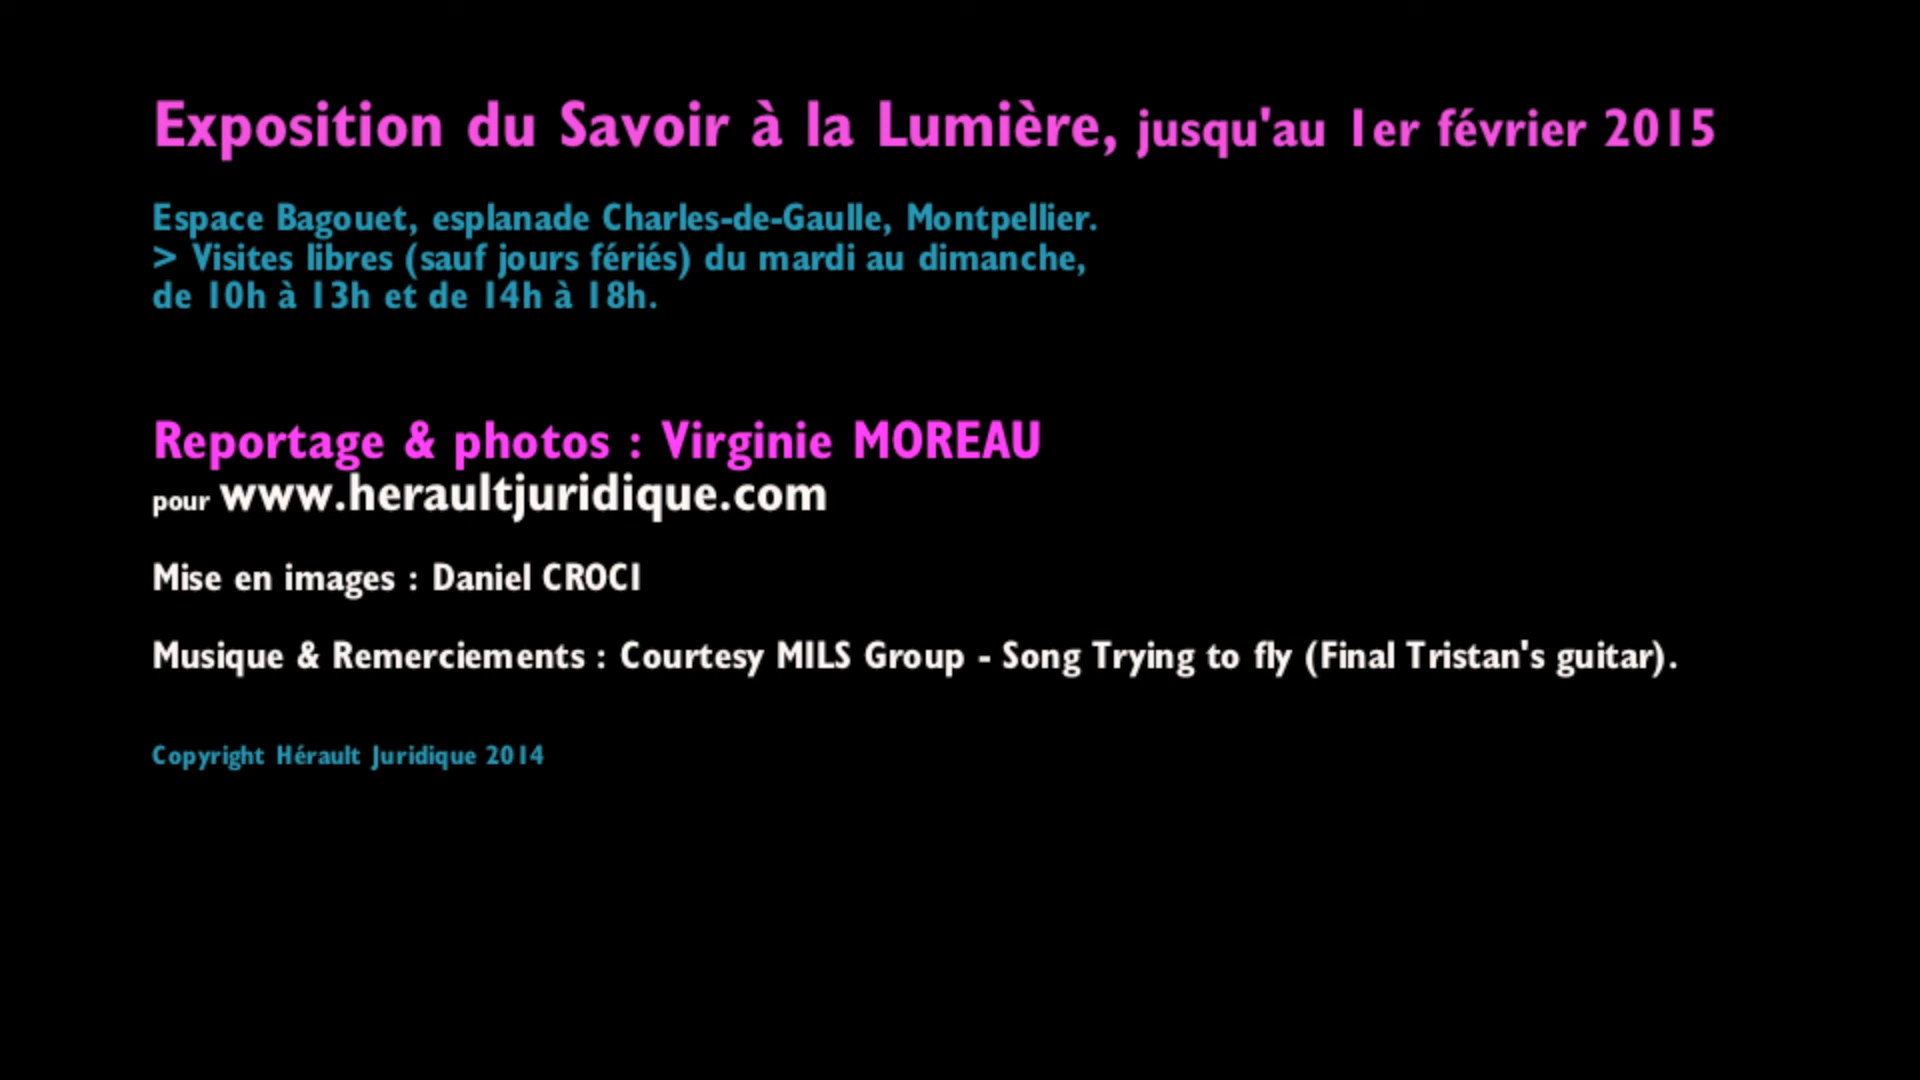 Exposition du Savoir à la Lumière, jusqu'au 1er février 2015
Espace Bagouet, esplanade Charles-de-Gaulle, Montpellier.
> Visites libres (sauf jours fériés) du mardi au dimanche,
de 10h à 13h et de 14h à 18h.
Reportage & photos : Virginie MOREAU
pour www.heraultjuridique.com
Mise en images : Daniel CROCI
Musique & Remerciements : Courtesy MILS Group - Song Trying to fly (Final Tristan's guitar).
Copyright Hérault Juridique 2014